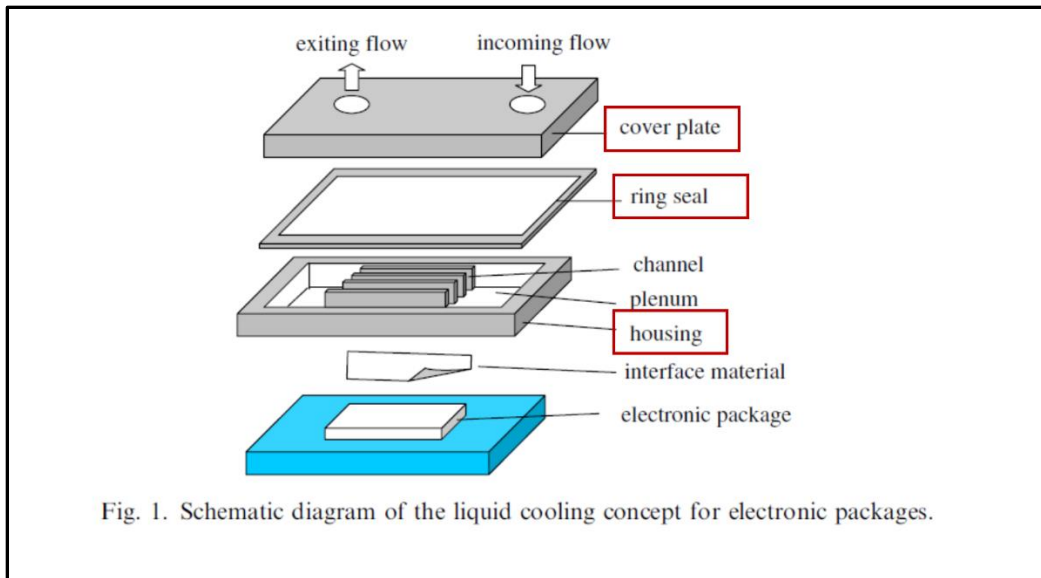 exiting flow
incoming flow
cover plate
ring seal
channel
plenum
housing
interface material
electronic package
Fig. 1. Schematic diagram of the liquid cooling concept for electronic packages.